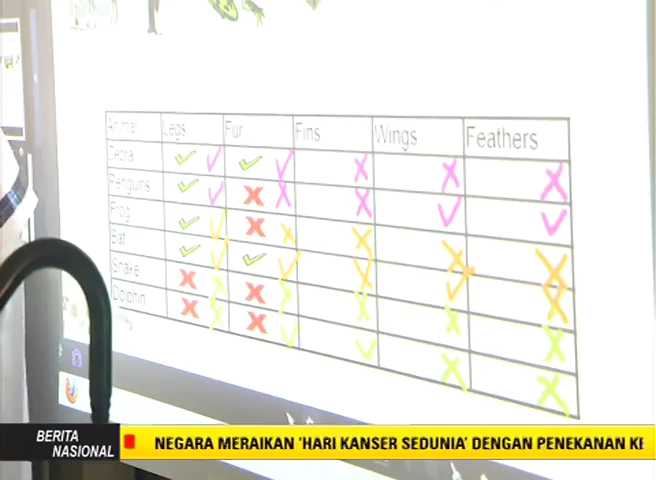 Animal Legs Fur Fins Wings Feathers
Zebra ✓ ✓ ✓ ✓ X X X
Penguins ✓ ✓ X X X ✓ ✓
Frog ✓ ✓ X X X X X
Bat ✓ ✓ ✓ ✓ X ✓ X
Snake X X X ✓ X X X
Dolphin X X X ✓ ✓ X X
BERITA
NASIONAL
NEGARA MERAIKAN 'HARI KANSER SEDUNIA' DENGAN PENEKANAN KE